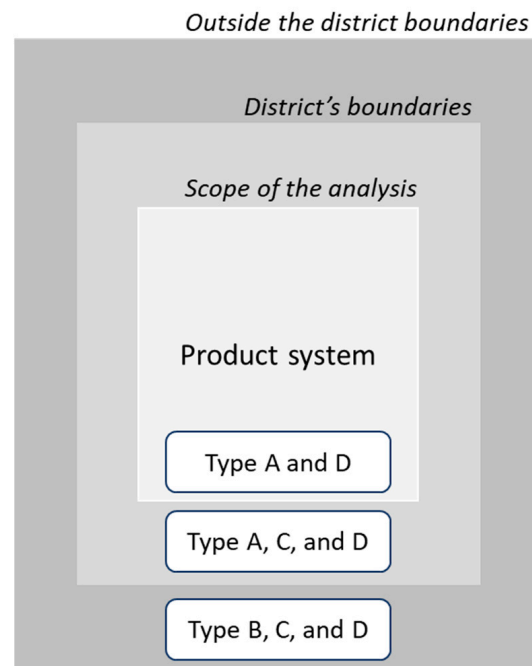 Outside the district boundaries
District’s boundaries
Scope of the analysis
Product system
Type A and D
Type A, C, and D
Type B, C, and D